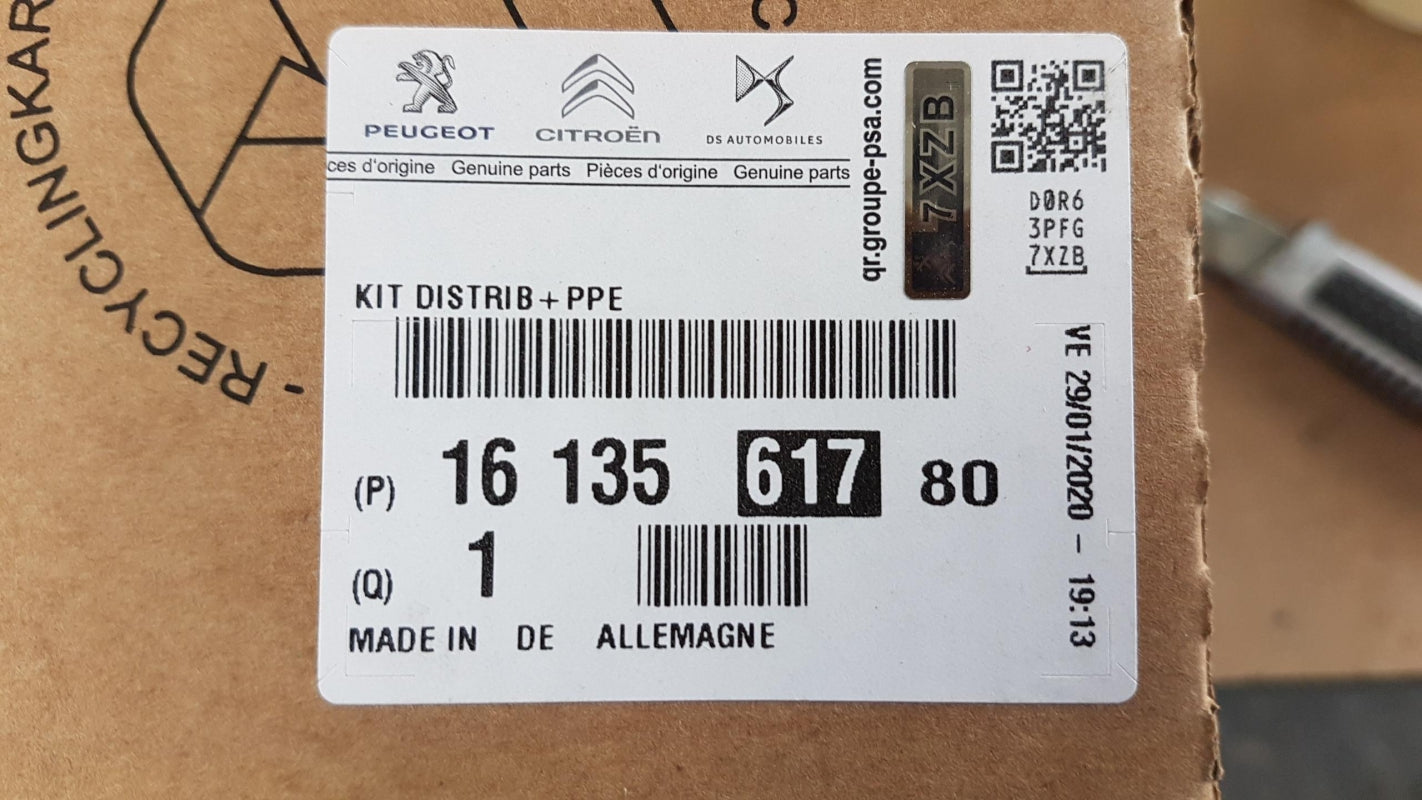 RECYCLINGKAR
PEUGEOT CITROËN DS AUTOMOBILES
ces d'origine Genuine parts Pièces d'origine Genuine parts
qr.groupe-psa.com
7XZB
D0R6
3PFG
7XZB
KIT DISTRIB+PPE
(P) 16 135 617 80
(Q) 1
MADE IN DE ALLEMAGNE
VE 29/01/2020 - 19:13